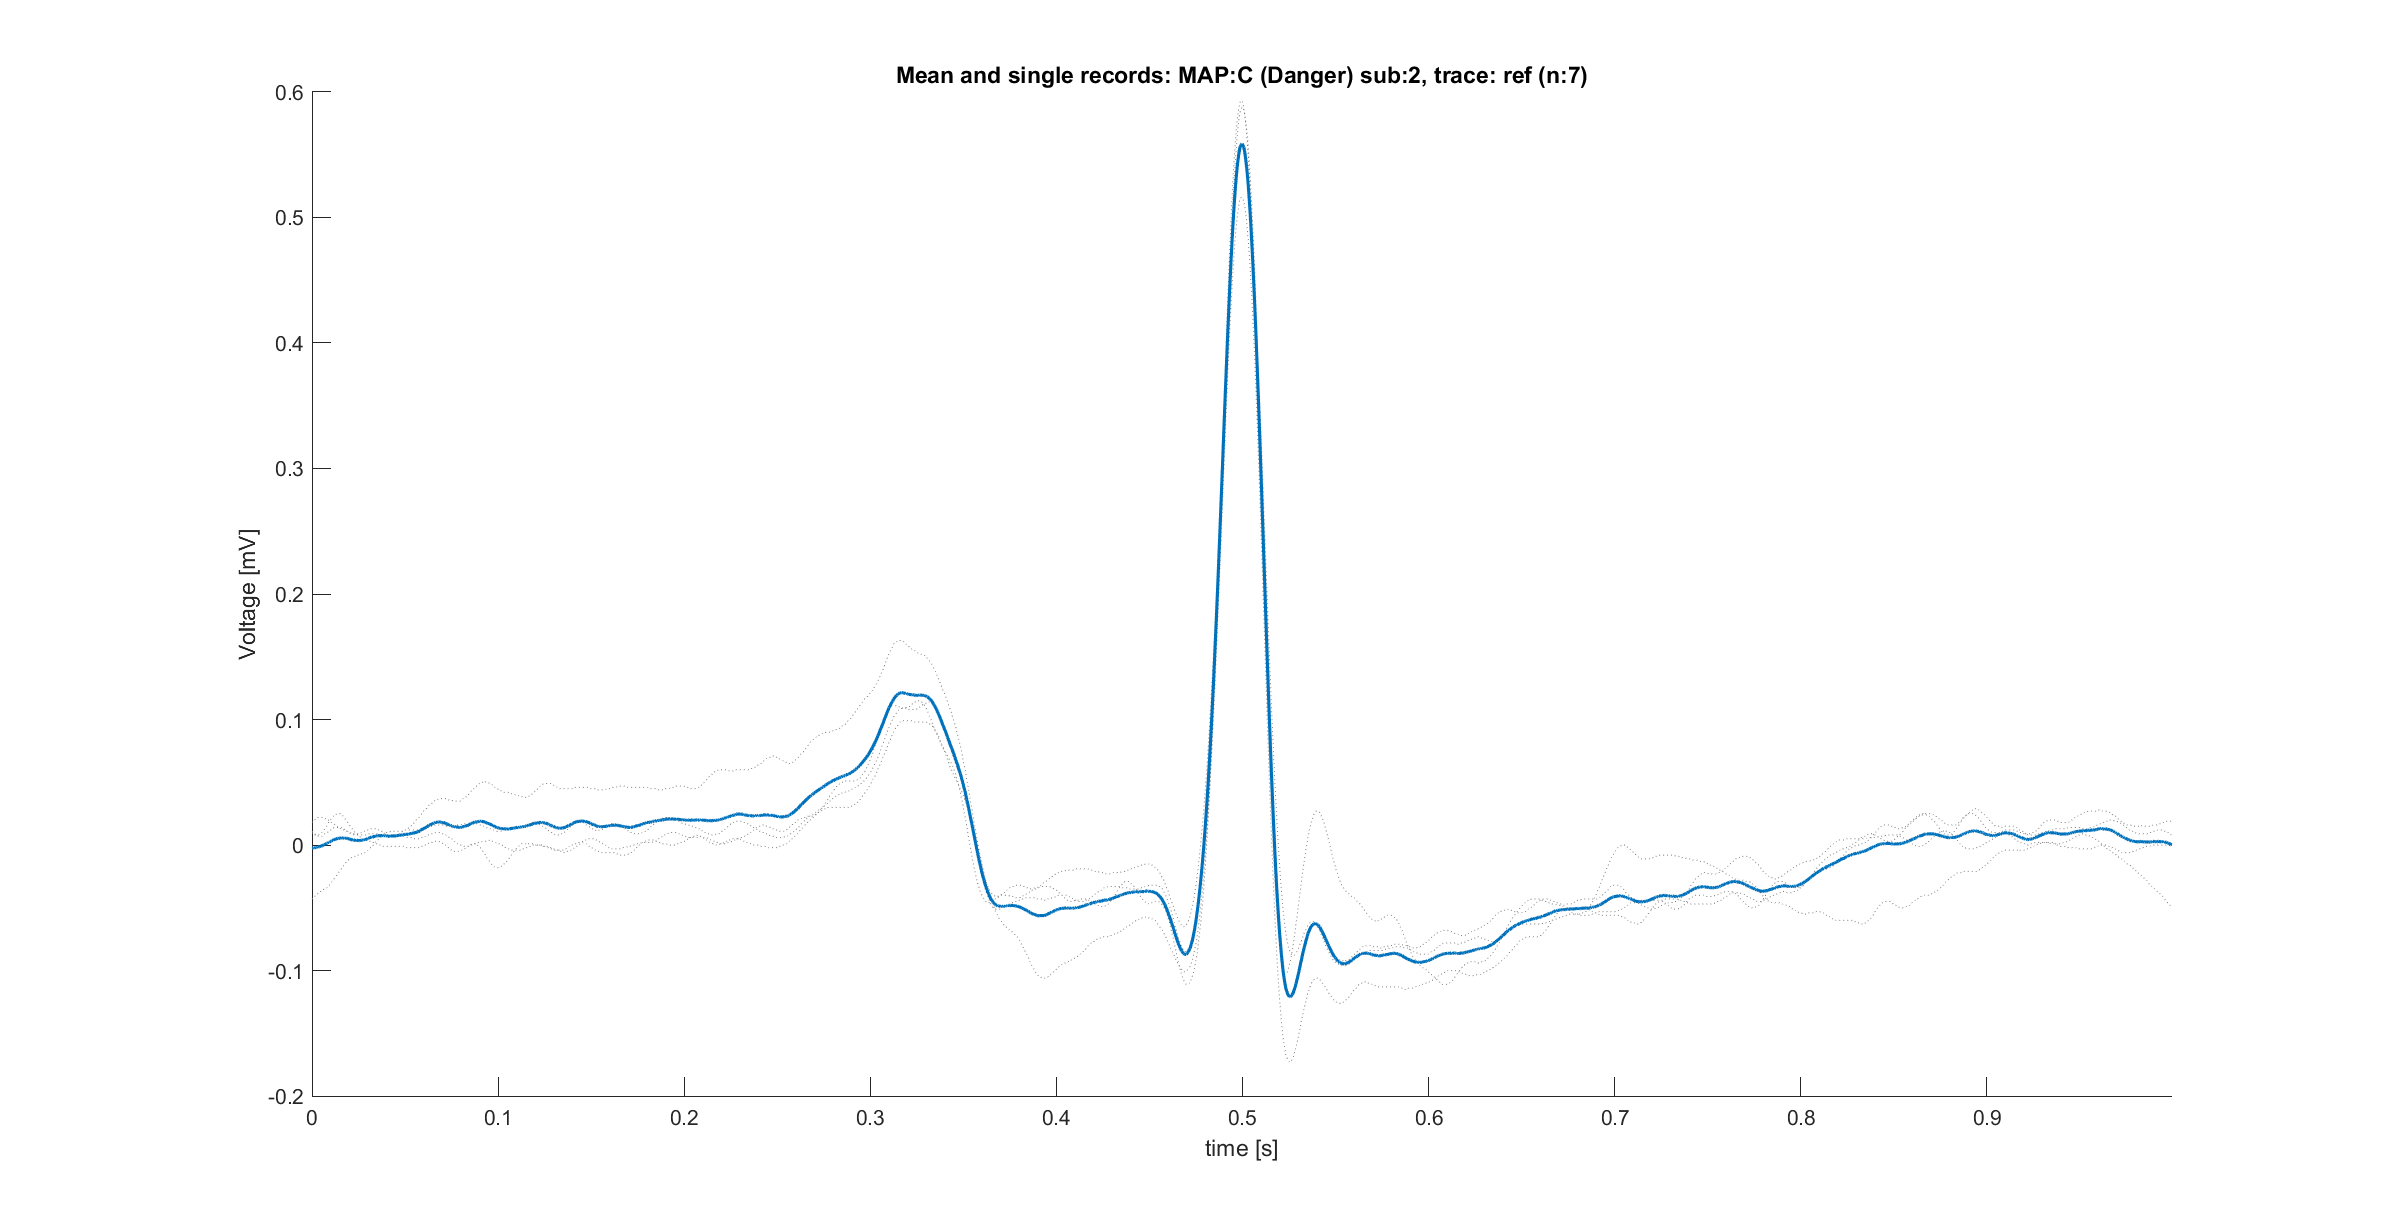 Mean and single records: MAP:C (Danger) sub:2, trace: ref (n:7)
0.6
0.5
0.4
0.3
0.2
0.1
0
-0.1
-0.2
Voltage [mV]
0 0.1 0.2 0.3 0.4 0.5 0.6 0.7 0.8 0.9
time [s]